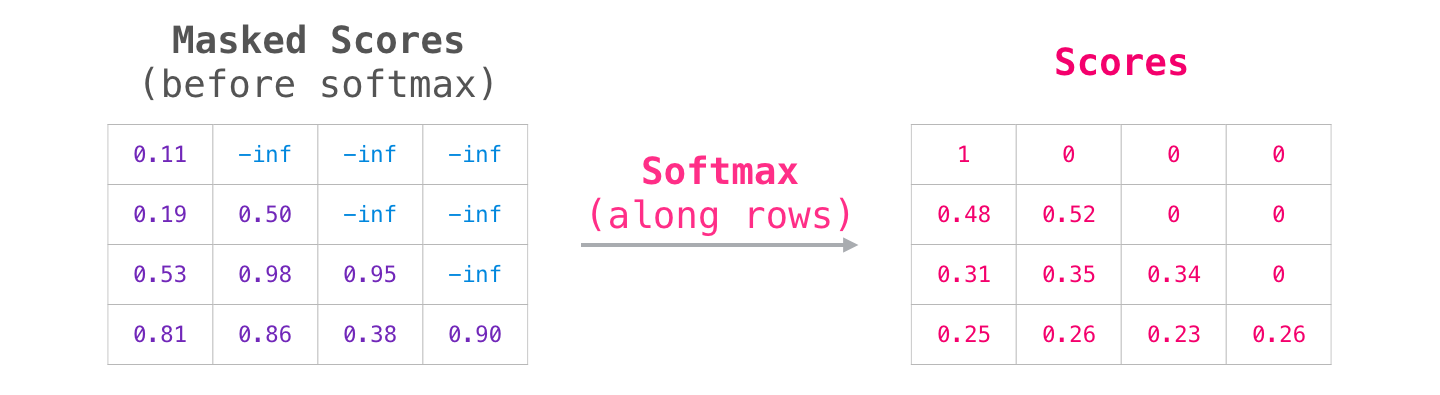 Masked Scores
(before softmax)
Scores
0.11 -inf -inf -inf
0.19 0.50 -inf -inf
0.53 0.98 0.95 -inf
0.81 0.86 0.38 0.90
Softmax
(along rows)
1 0 0 0
0.48 0.52 0 0
0.31 0.35 0.34 0
0.25 0.26 0.23 0.26